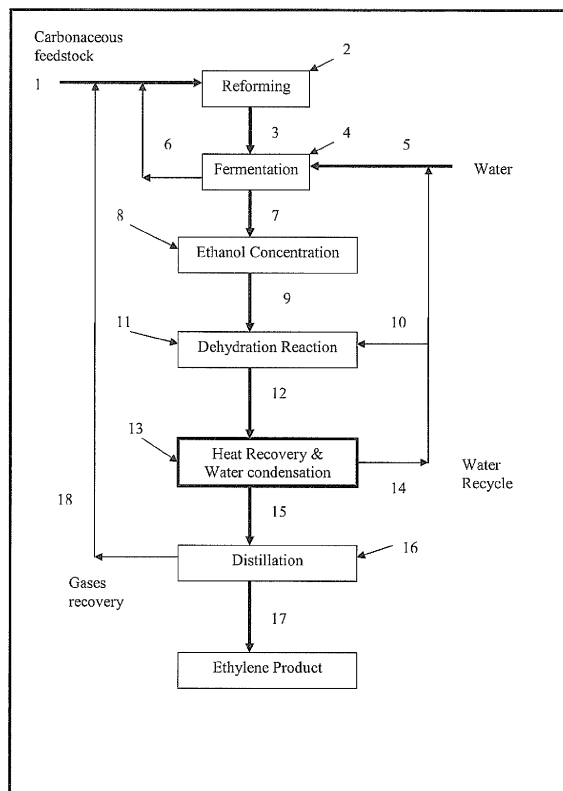 Carbonaceous
feedstock
1
2
Reforming
3
4
6
5
Fermentation
Water
7
8
Ethanol Concentration
9
11
10
Dehydration Reaction
12
13
Heat Recovery &
Water condensation
Water
Recycle
14
15
18
16
Distillation
Gases
recovery
17
Ethylene Product